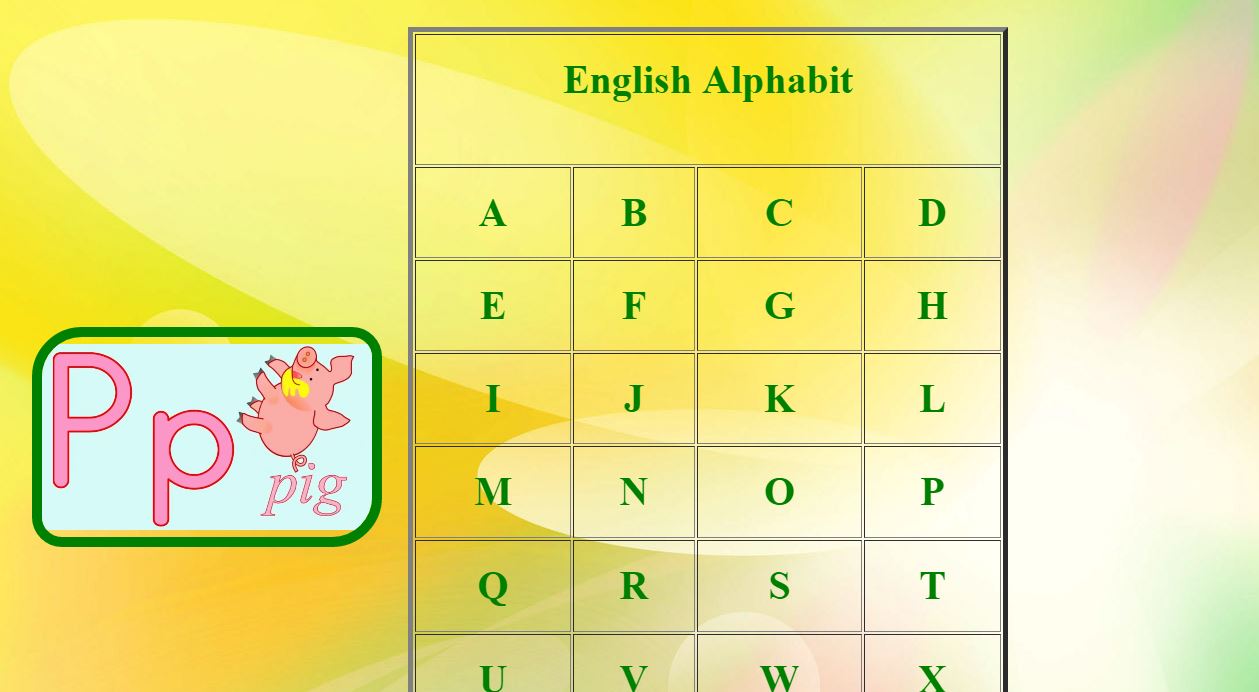 English Alphabit
A B C D
E F G H
I J K L
M N O P
Q R S T
U V W X
Pp
pig